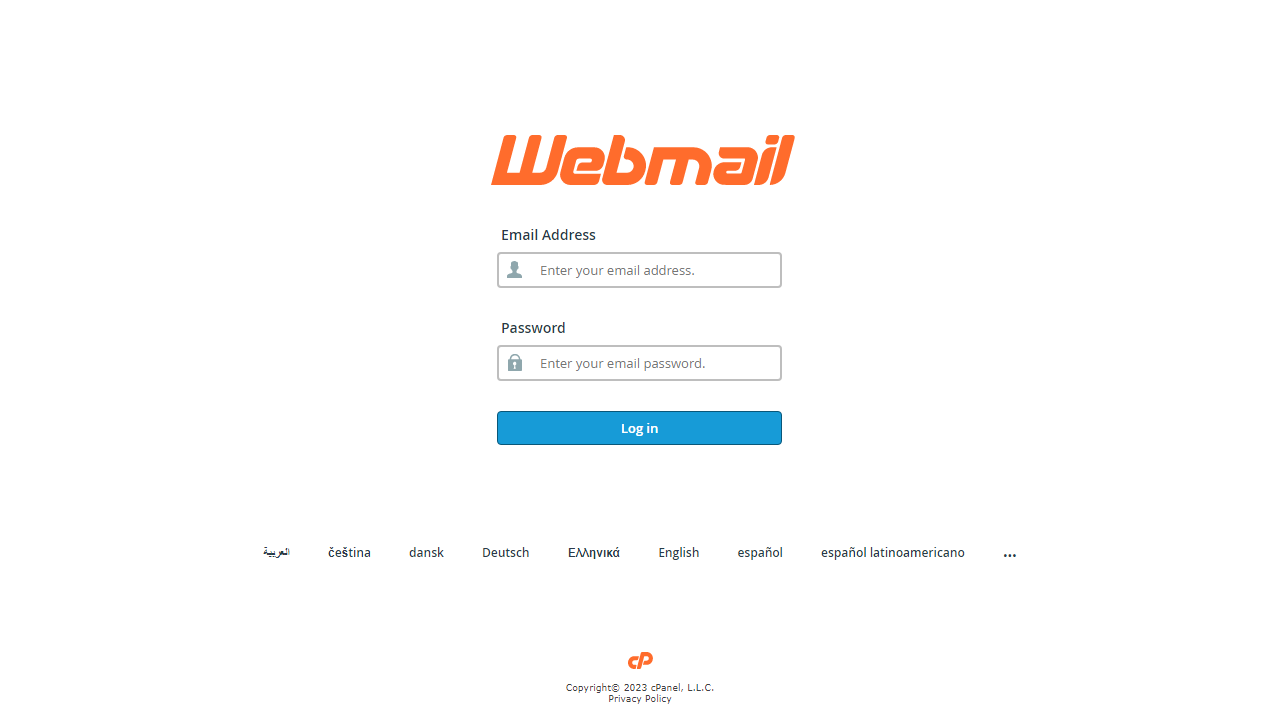 Webmail
Email Address
Enter your email address.
Password
Enter your email password.
Log in
العربية čeština dansk Deutsch Ελληνικά English español español latinoamericano ...
cP
Copyright© 2023 cPanel, L.L.C.
Privacy Policy